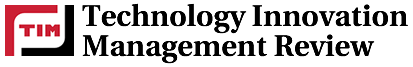 TIM
Technology Innovation
Management Review